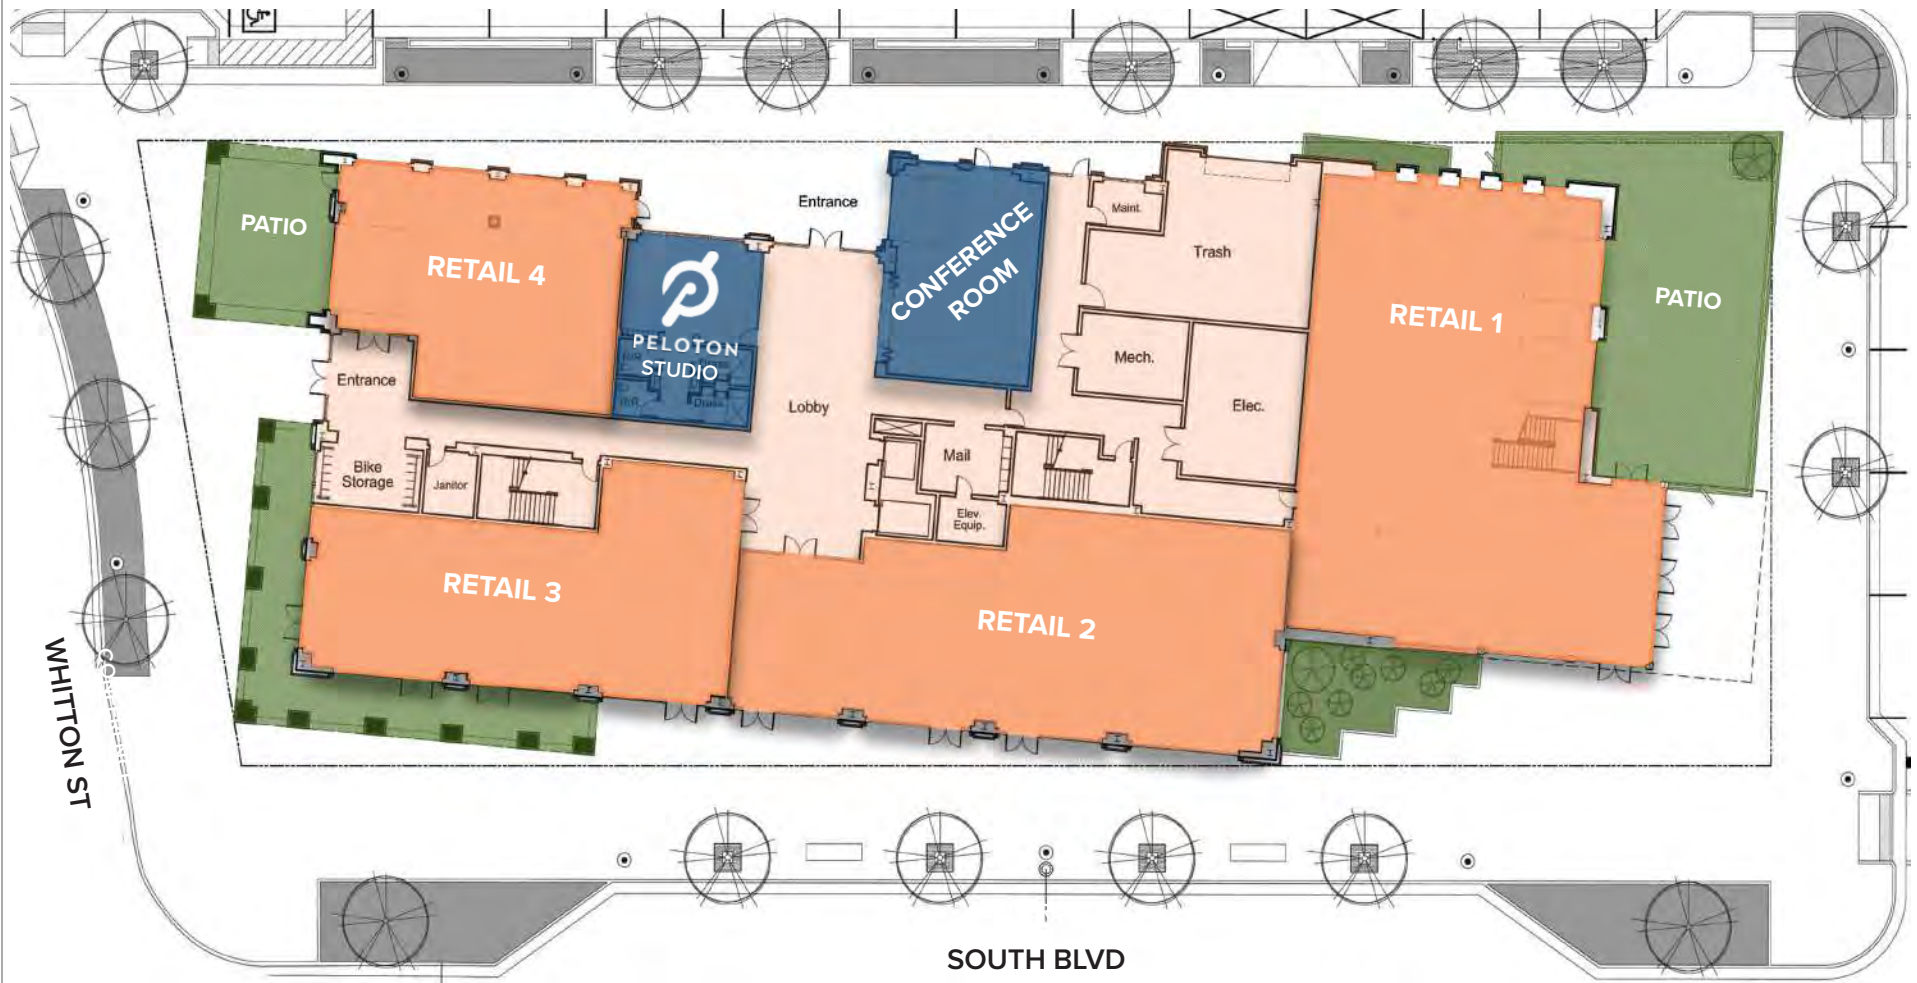 Entrance
PATIO
RETAIL 4
PELOTON
STUDIO
CONFERENCE
ROOM
Maint.
Trash
RETAIL 1
PATIO
Mech.
Elec.
Entrance
Lobby
Mail
Bike
Storage
Janitor
Elev.
Equip.
RETAIL 3
RETAIL 2
WHITTON ST
SOUTH BLVD